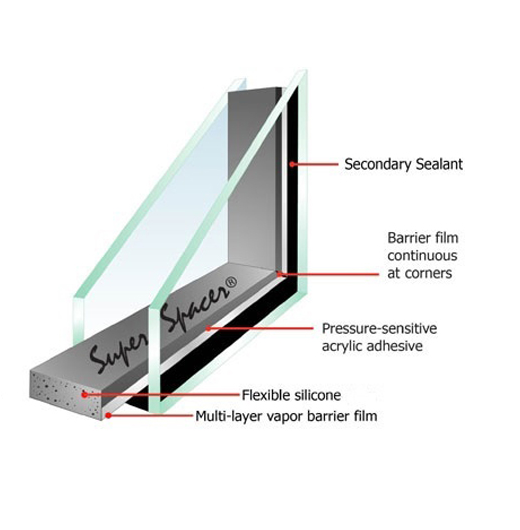 Secondary Sealant
Barrier film
continuous
at corners
Super Spacer®
Pressure-sensitive
acrylic adhesive
Flexible silicone
Multi-layer vapor barrier film